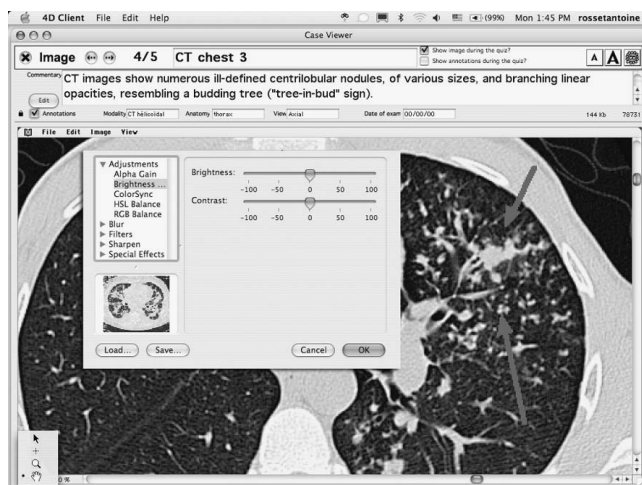 4D Client File Edit Help (99%) Mon 1:45 PM rossetantoine
Case Viewer
Image 4/5 CT chest 3 Show image during the quiz? A A
Show annotations during the quiz?
Commentary CT images show numerous ill-defined centrilobular nodules, of various sizes, and branching linear
Edit opacities, resembling a budding tree ("tree-in-bud" sign).
Annotations Modality CT hélicoïdal Anatomy thorax View Axial Date of exam 00/00/00 144 Kb 78731
File Edit Image View
Adjustments
Alpha Gain
Brightness ...
ColorSync
HSL Balance
RGB Balance
Blur
Filters
Sharpen
Special Effects
Brightness:
-100 -50 0 50 100
Contrast:
-100 -50 0 50 100
Load... Save... Cancel OK
0 %